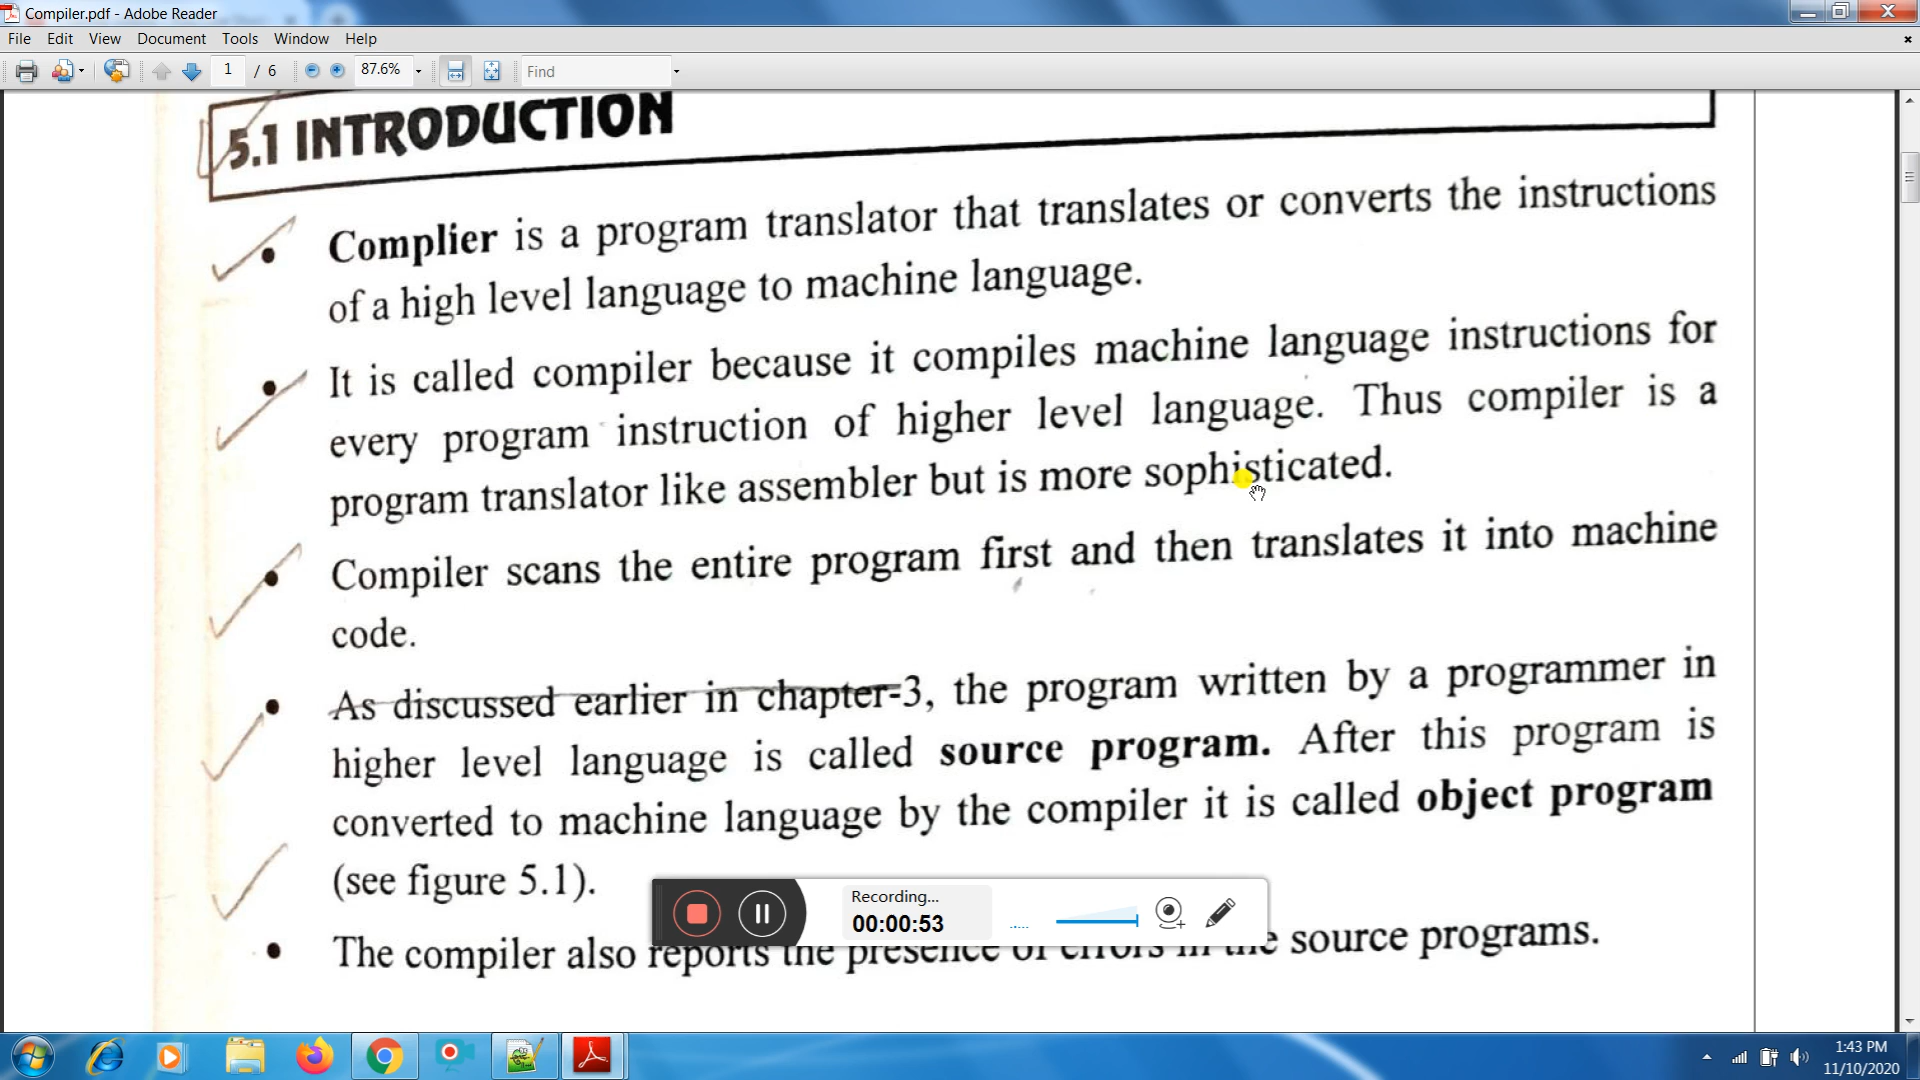 Compiler.pdf - Adobe Reader
File Edit View Document Tools Window Help
1 / 6 87.6% Find
5.1 INTRODUCTION
• Complier is a program translator that translates or converts the instructions
of a high level language to machine language.
• It is called compiler because it compiles machine language instructions for
every program instruction of higher level language. Thus compiler is a
program translator like assembler but is more sophisticated.
• Compiler scans the entire program first and then translates it into machine
code.
• As discussed earlier in chapter-3, the program written by a programmer in
higher level language is called source program. After this program is
converted to machine language by the compiler it is called object program
(see figure 5.1).
Recording...
00:00:53
• The compiler also reports the presence of errors in the source programs.
1:43 PM
11/10/2020